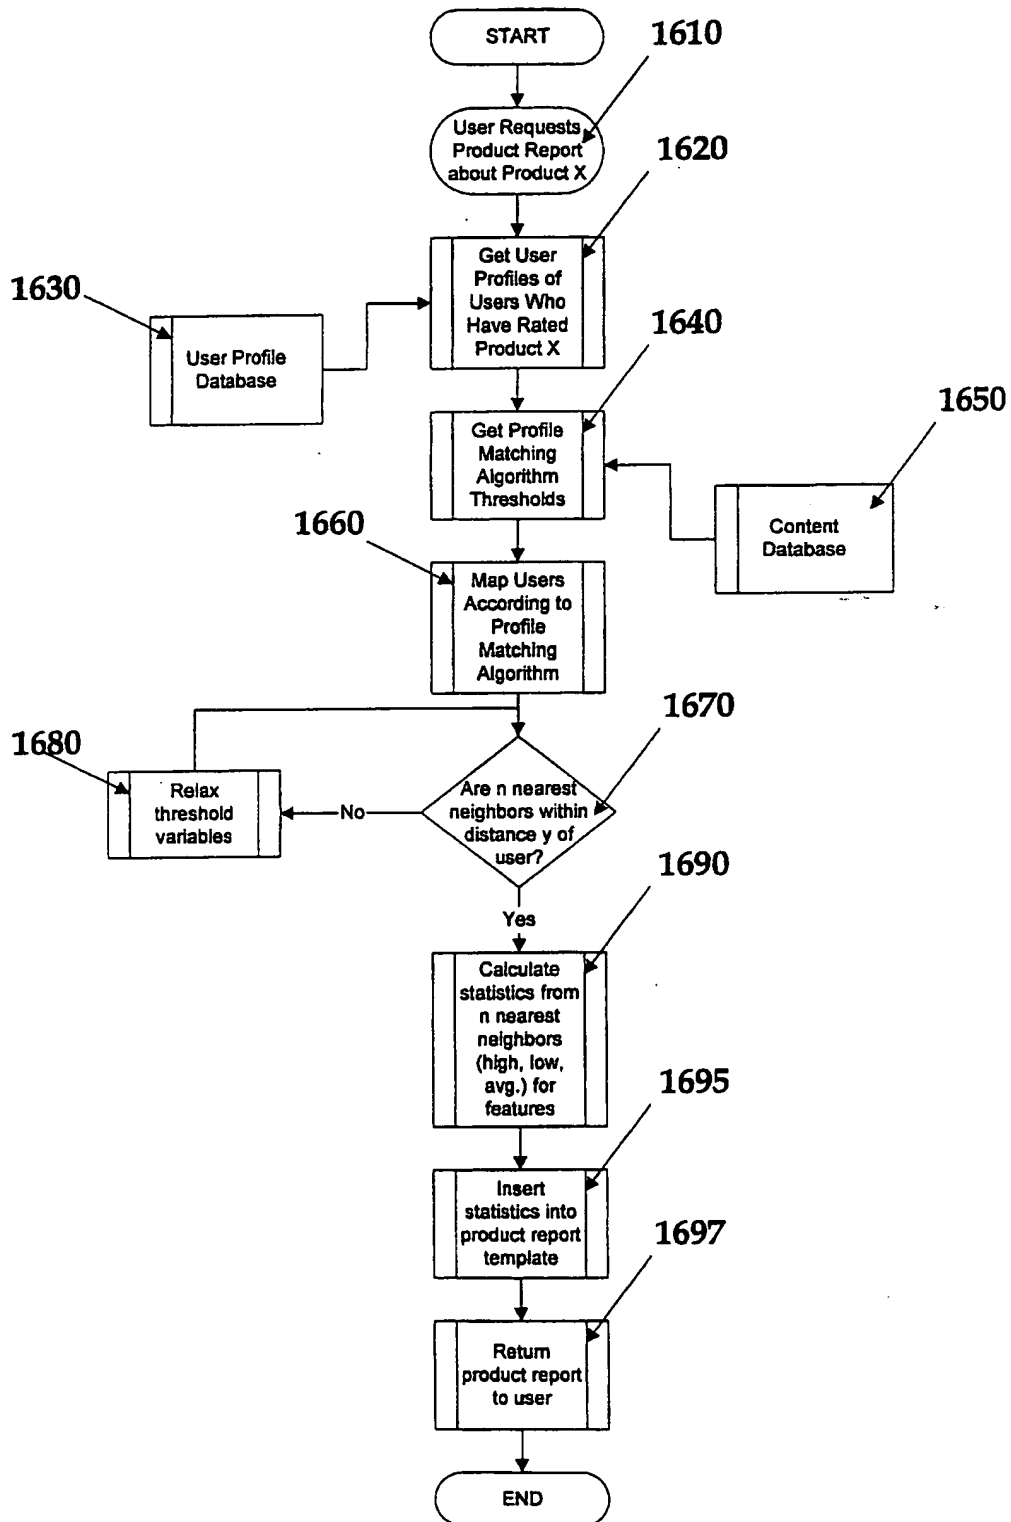 START
1610
User Requests
Product Report
about Product X
1620
Get User
Profiles of
Users Who
Have Rated
Product X
1630
User Profile
Database
1640
Get Profile
Matching
Algorithm
Thresholds
1650
Content
Database
1660
Map Users
According to
Profile
Matching
Algorithm
1670
Are n nearest
neighbors within
distance y of
user?
No
1680
Relax
threshold
variables
Yes
1690
Calculate
statistics from
n nearest
neighbors
(high, low,
avg.) for
features
1695
Insert
statistics into
product report
template
1697
Return
product report
to user
END